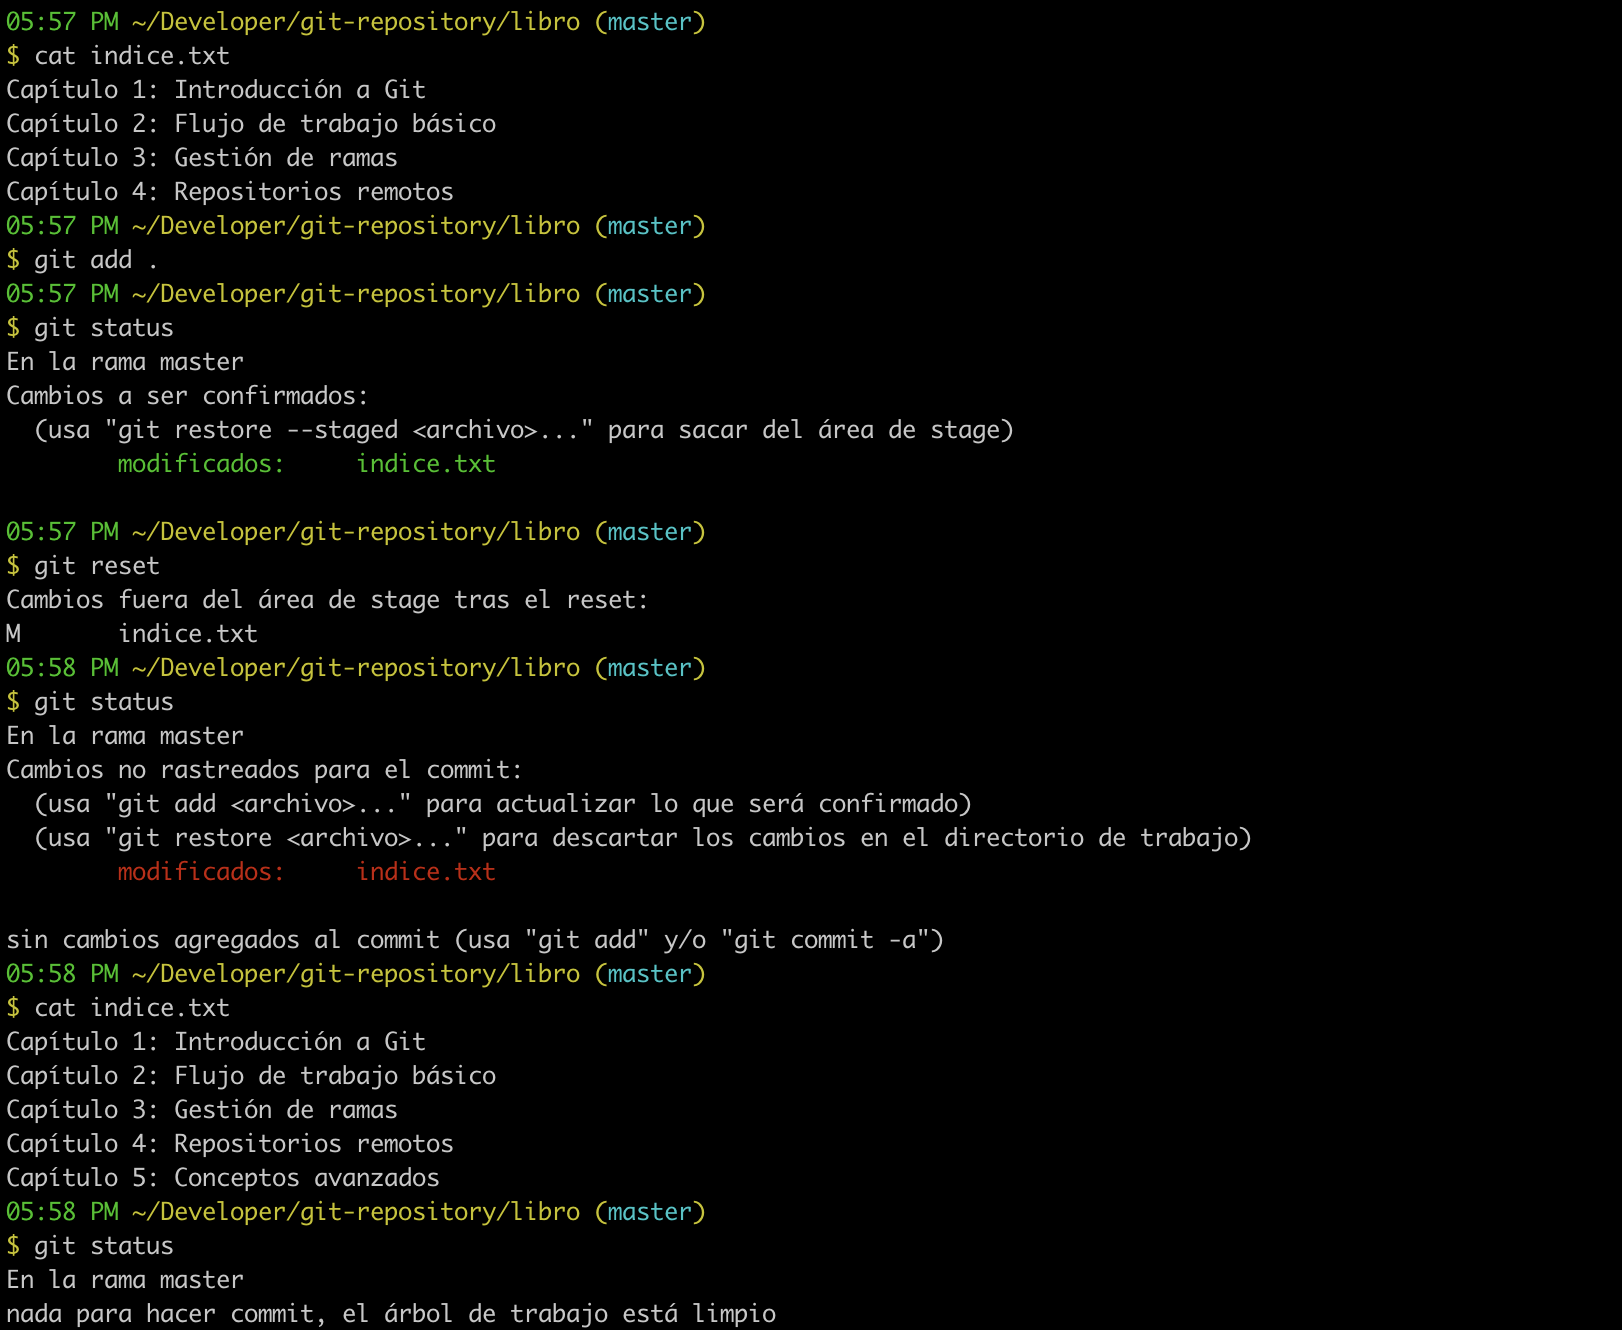 05:57 PM ~/Developer/git-repository/libro (master)
$ cat indice.txt
Capítulo 1: Introducción a Git
Capítulo 2: Flujo de trabajo básico
Capítulo 3: Gestión de ramas
Capítulo 4: Repositorios remotos
05:57 PM ~/Developer/git-repository/libro (master)
$ git add .
05:57 PM ~/Developer/git-repository/libro (master)
$ git status
En la rama master
Cambios a ser confirmados:
  (usa "git restore --staged <archivo>..." para sacar del área de stage)
        modificados:     indice.txt

05:57 PM ~/Developer/git-repository/libro (master)
$ git reset
Cambios fuera del área de stage tras el reset:
M       indice.txt
05:58 PM ~/Developer/git-repository/libro (master)
$ git status
En la rama master
Cambios no rastreados para el commit:
  (usa "git add <archivo>..." para actualizar lo que será confirmado)
  (usa "git restore <archivo>..." para descartar los cambios en el directorio de trabajo)
        modificados:     indice.txt

sin cambios agregados al commit (usa "git add" y/o "git commit -a")
05:58 PM ~/Developer/git-repository/libro (master)
$ cat indice.txt
Capítulo 1: Introducción a Git
Capítulo 2: Flujo de trabajo básico
Capítulo 3: Gestión de ramas
Capítulo 4: Repositorios remotos
Capítulo 5: Conceptos avanzados
05:58 PM ~/Developer/git-repository/libro (master)
$ git status
En la rama master
nada para hacer commit, el árbol de trabajo está limpio